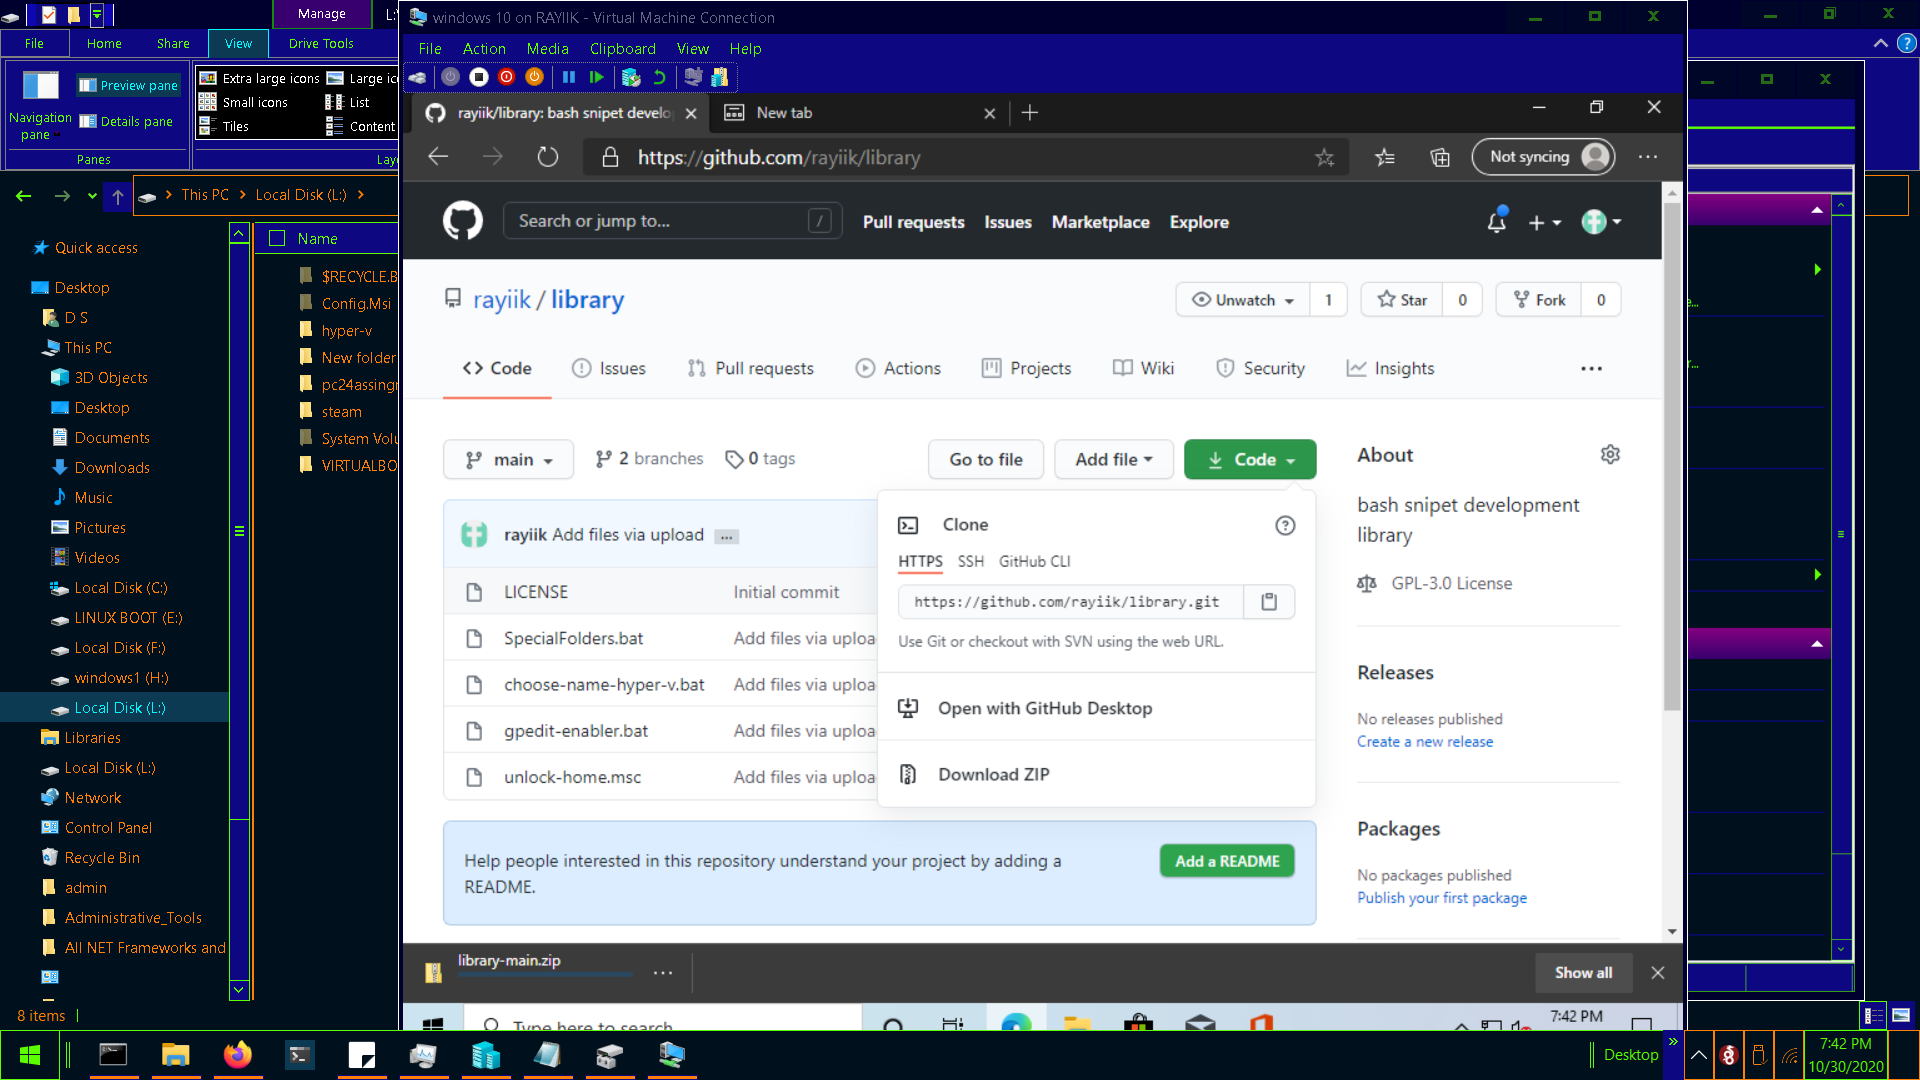 Manage
L:\
File
Home
Share
View
Drive Tools
Navigation pane
Preview pane
Details pane
Panes
Extra large icons
Large ic
Small icons
List
Tiles
Content
Lay
This PC
Local Disk (L:)
Name
Quick access
Desktop
D S
This PC
3D Objects
Desktop
Documents
Downloads
Music
Pictures
Videos
Local Disk (C:)
LINUX BOOT (E:)
Local Disk (F:)
windows1 (H:)
Local Disk (L:)
Libraries
Local Disk (L:)
Network
Control Panel
Recycle Bin
admin
Administrative_Tools
All NET Frameworks and
$RECYCLE.B
Config.Msi
hyper-v
New folder
pc24assingn
steam
System Volu
VIRTUALBO
8 items
windows 10 on RAYIIK - Virtual Machine Connection
File
Action
Media
Clipboard
View
Help
rayiik/library: bash snipet develo
New tab
https://github.com/rayiik/library
Not syncing
Search or jump to...
/
Pull requests
Issues
Marketplace
Explore
rayiik / library
Unwatch
1
Star
0
Fork
0
Code
Issues
Pull requests
Actions
Projects
Wiki
Security
Insights
main
2 branches
0 tags
Go to file
Add file
Code
rayiik Add files via upload
...
LICENSE
Initial commit
SpecialFolders.bat
Add files via uploa
choose-name-hyper-v.bat
Add files via uploa
gpedit-enabler.bat
Add files via uploa
unlock-home.msc
Add files via uploa
Clone
HTTPS
SSH
GitHub CLI
https://github.com/rayiik/library.git
Use Git or checkout with SVN using the web URL.
Open with GitHub Desktop
Download ZIP
Help people interested in this repository understand your project by adding a
README.
Add a README
About
bash snipet development
library
GPL-3.0 License
Releases
No releases published
Create a new release
Packages
No packages published
Publish your first package
library-main.zip
Show all
Type here to search
7:42 PM
e...
r...
Desktop
7:42 PM
10/30/2020